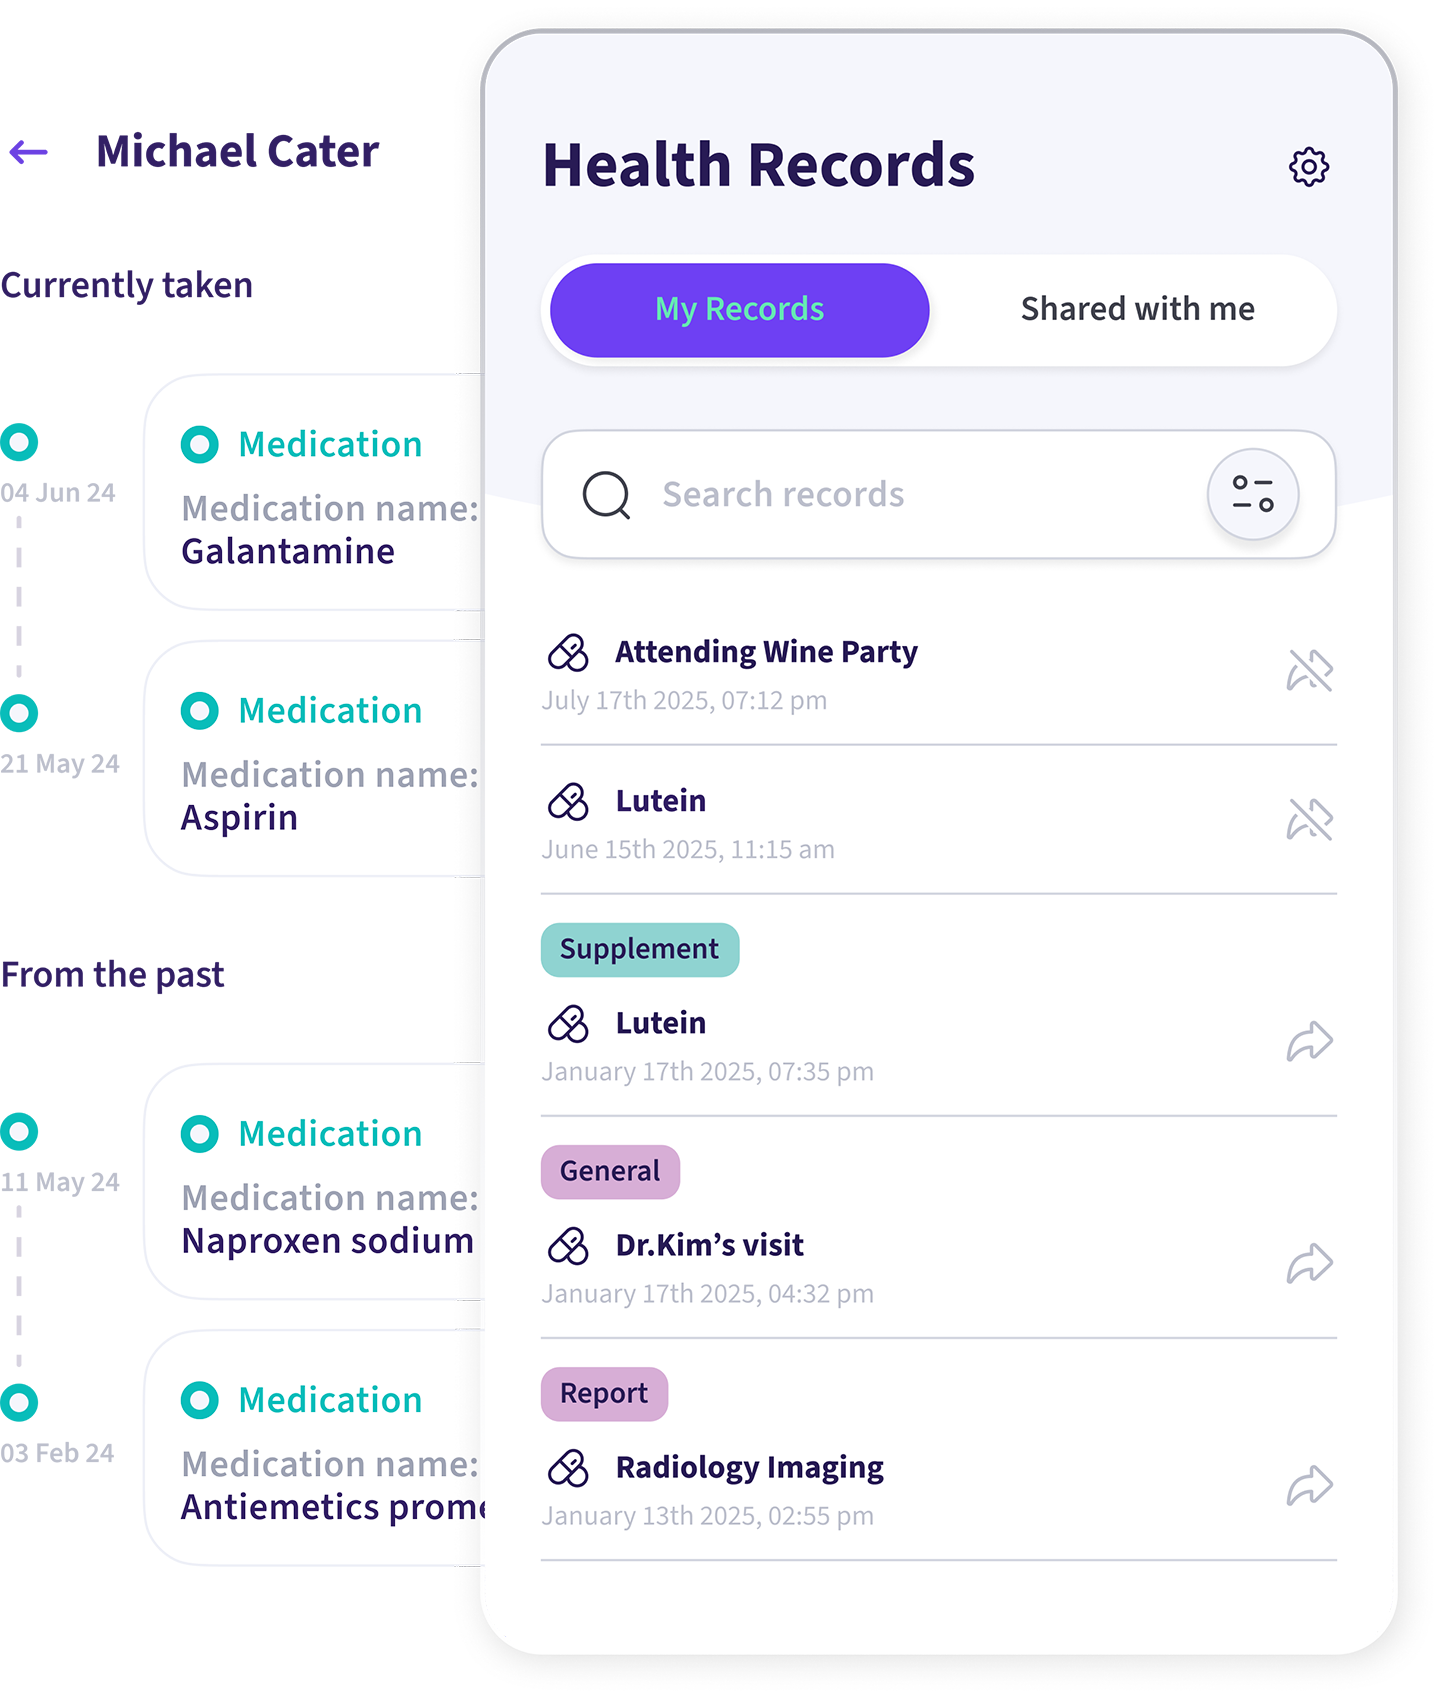 Michael Cater
Currently taken
04 Jun 24
Medication
Medication name:
Galantamine
21 May 24
Medication
Medication name:
Aspirin
From the past
11 May 24
Medication
Medication name:
Naproxen sodium
03 Feb 24
Medication
Medication name:
Antiemetics
Health Records
My Records
Shared with me
Search records
Attending Wine Party
July 17th 2025, 07:12 pm
Lutein
June 15th 2025, 11:15 am
Supplement
Lutein
January 17th 2025, 07:35 pm
General
Dr.Kim’s visit
January 17th 2025, 04:32 pm
Report
Radiology Imaging
January 13th 2025, 02:55 pm